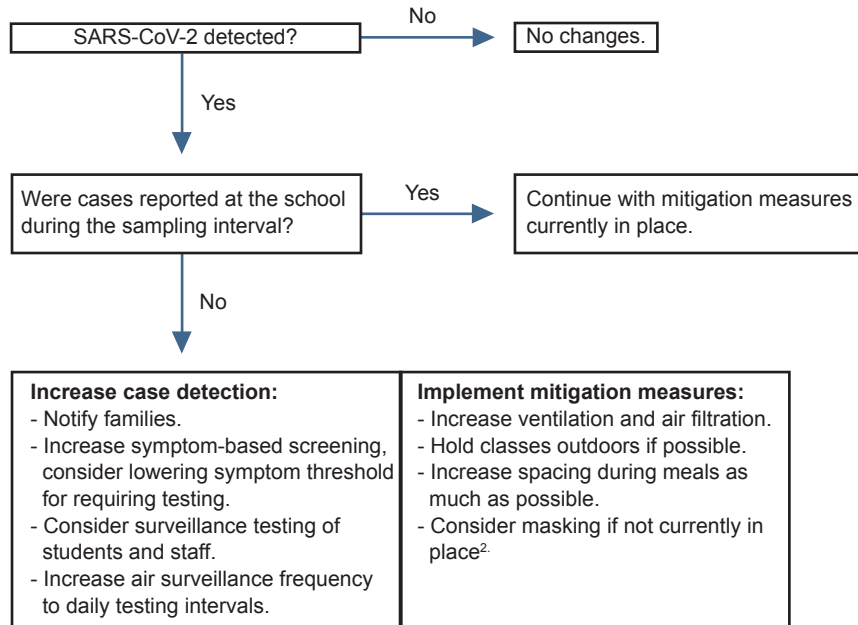 No
SARS-CoV-2 detected?
No changes.
Yes
Were cases reported at the school
during the sampling interval?
Yes
Continue with mitigation measures
currently in place.
No
Increase case detection:
- Notify families.
- Increase symptom-based screening,
consider lowering symptom threshold
for requiring testing.
- Consider surveillance testing of
students and staff.
- Increase air surveillance frequency
to daily testing intervals.
Implement mitigation measures:
- Increase ventilation and air filtration.
- Hold classes outdoors if possible.
- Increase spacing during meals as
much as possible.
- Consider masking if not currently in
place².